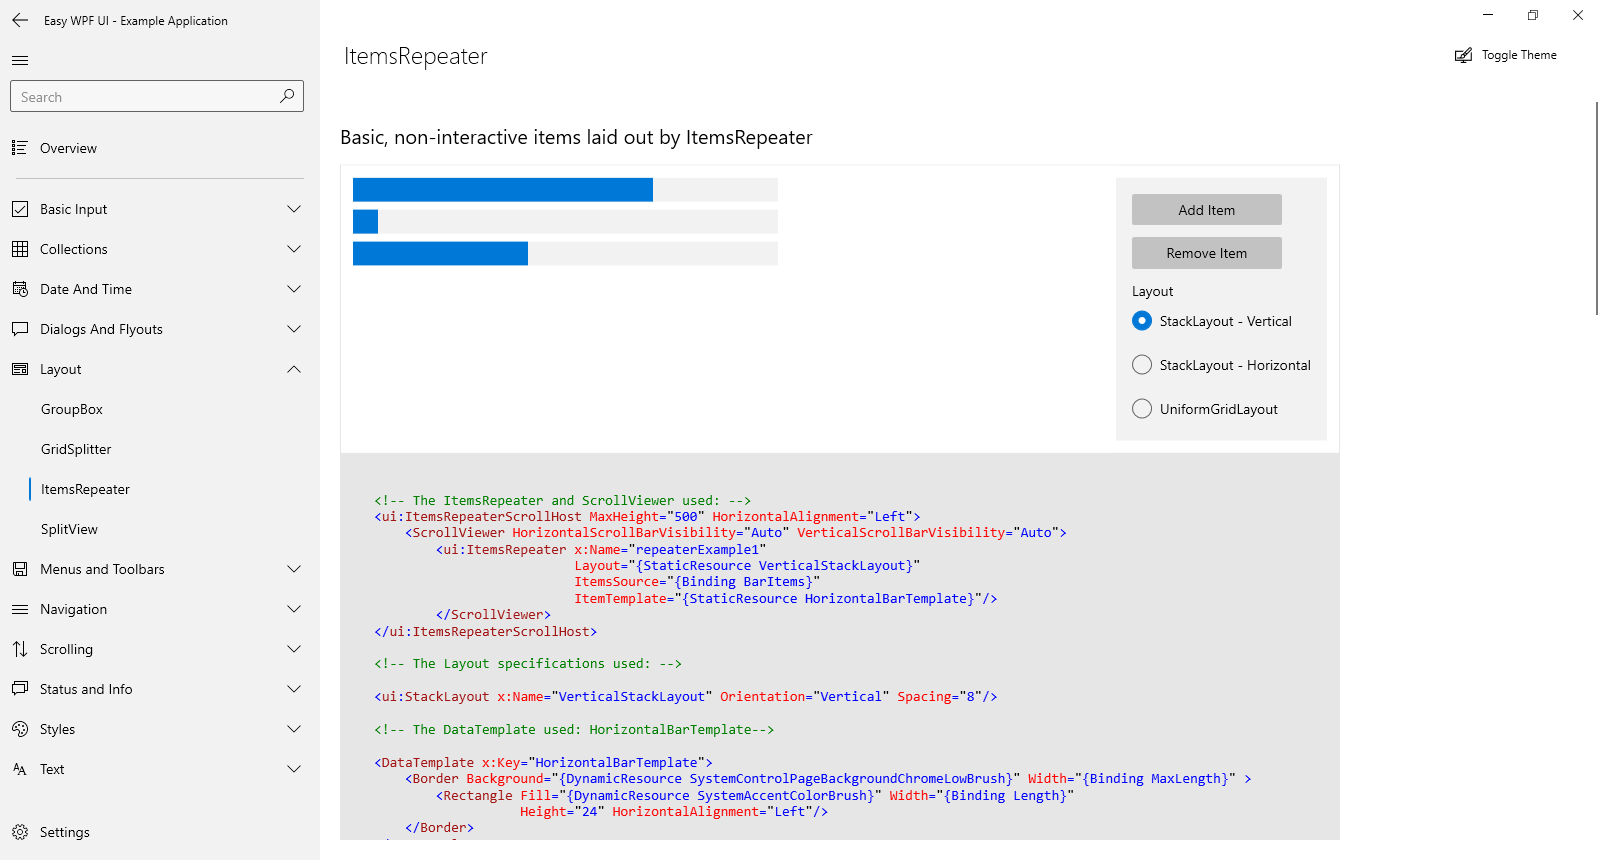 Easy WPF UI - Example Application
Search
Overview
Basic Input
Collections
Date And Time
Dialogs And Flyouts
Layout
GroupBox
GridSplitter
ItemsRepeater
SplitView
Menus and Toolbars
Navigation
Scrolling
Status and Info
Styles
Text
Settings
ItemsRepeater
Toggle Theme
Basic, non-interactive items laid out by ItemsRepeater
Add Item
Remove Item
Layout
StackLayout - Vertical
StackLayout - Horizontal
UniformGridLayout
<!-- The ItemsRepeater and ScrollViewer used: -->
<ui:ItemsRepeaterScrollHost MaxHeight="500" HorizontalAlignment="Left">
<ScrollViewer HorizontalScrollBarVisibility="Auto" VerticalScrollBarVisibility="Auto">
<ui:ItemsRepeater x:Name="repeaterExample1"
Layout="{StaticResource VerticalStackLayout}"
ItemsSource="{Binding BarItems}"
ItemTemplate="{StaticResource HorizontalBarTemplate}"/>
</ScrollViewer>
</ui:ItemsRepeaterScrollHost>
<!-- The Layout specifications used: -->
<ui:StackLayout x:Name="VerticalStackLayout" Orientation="Vertical" Spacing="8"/>
<!-- The DataTemplate used: HorizontalBarTemplate-->
<DataTemplate x:Key="HorizontalBarTemplate">
<Border Background="{DynamicResource SystemControlPageBackgroundChromeLowBrush}" Width="{Binding MaxLength}" >
<Rectangle Fill="{DynamicResource SystemAccentColorBrush}" Width="{Binding Length}"
Height="24" HorizontalAlignment="Left"/>
</Border>